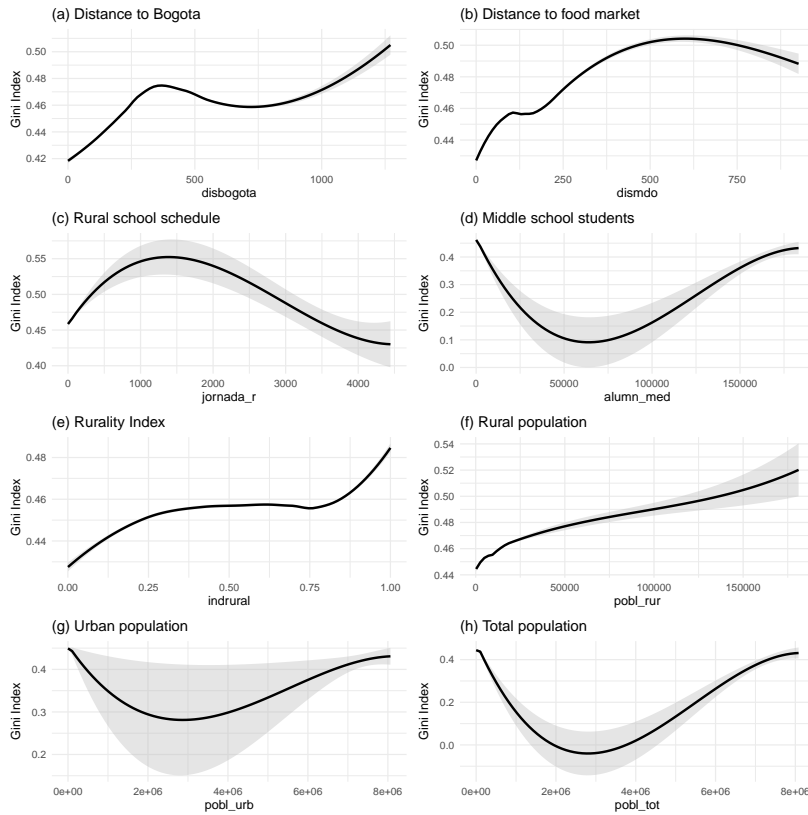 (a) Distance to Bogota
0.50
0.48
0.46
0.44
0.42
Gini Index
0 500 1000
disbogota
(b) Distance to food market
0.50
0.48
0.46
0.44
Gini Index
0 250 500 750
dismdo
(c) Rural school schedule
0.55
0.50
0.45
0.40
Gini Index
0 1000 2000 3000 4000
jornada_r
(d) Middle school students
0.4
0.3
0.2
0.1
0.0
Gini Index
0 50000 100000 150000
alumn_med
(e) Rurality Index
0.48
0.46
0.44
Gini Index
0.00 0.25 0.50 0.75 1.00
indrural
(f) Rural population
0.54
0.52
0.50
0.48
0.46
0.44
Gini Index
0 50000 100000 150000
pobl_rur
(g) Urban population
0.4
0.3
0.2
Gini Index
0e+00 2e+06 4e+06 6e+06 8e+06
pobl_urb
(h) Total population
0.4
0.2
0.0
Gini Index
0e+00 2e+06 4e+06 6e+06 8e+06
pobl_tot